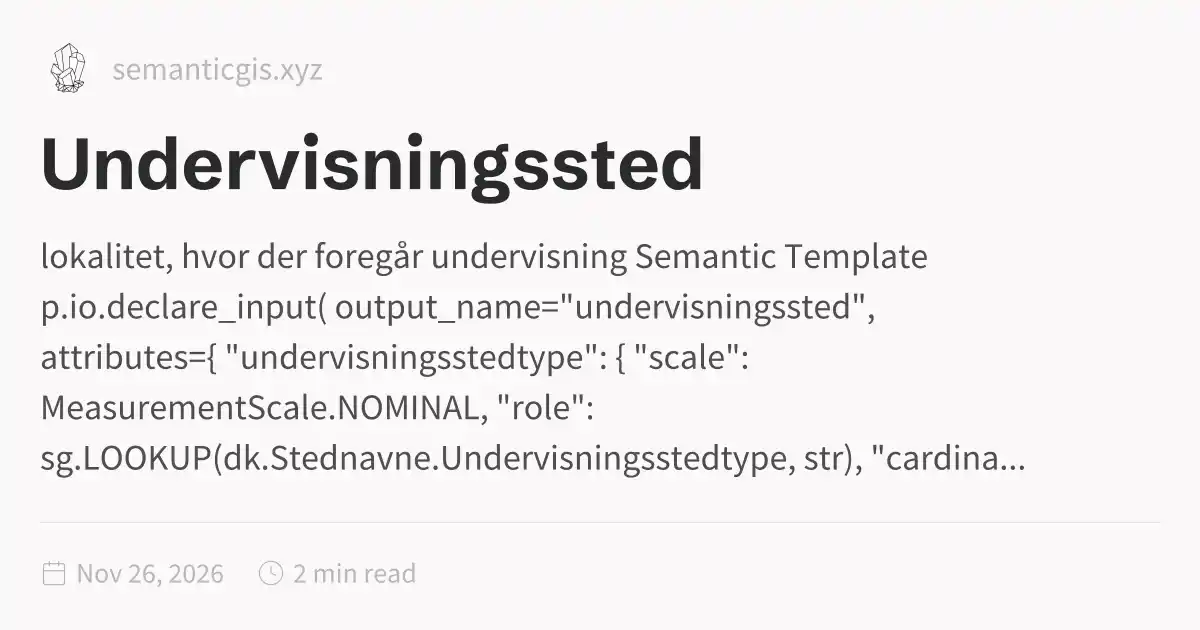 semanticgis.xyz
Undervisningssted
lokalitet, hvor der foregår undervisning Semantic Template
p.io.declare_input( output_name="undervisningssted",
attributes={ "undervisningsstedtype": { "scale":
MeasurementScale.NOMINAL, "role":
sg.LOOKUP(dk.Stednavne.Undervisningsstedtype, str), "cardina...
Nov 26, 2026 2 min read